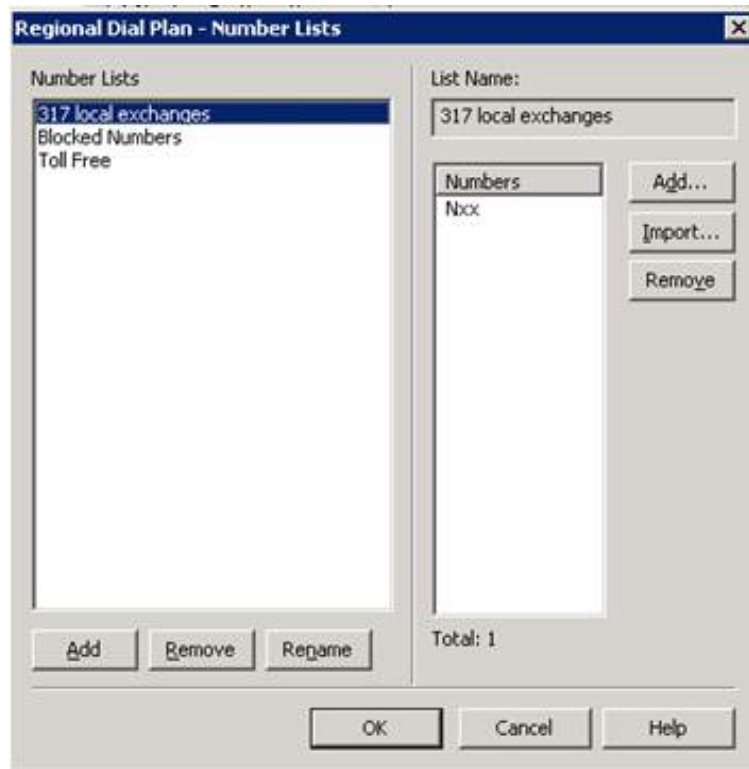 Regional Dial Plan - Number Lists
Number Lists
317 local exchanges
Blocked Numbers
Toll Free
Add
Remove
Rename
List Name:
317 local exchanges
Numbers
Nxx
Add...
Import...
Remove
Total: 1
OK
Cancel
Help